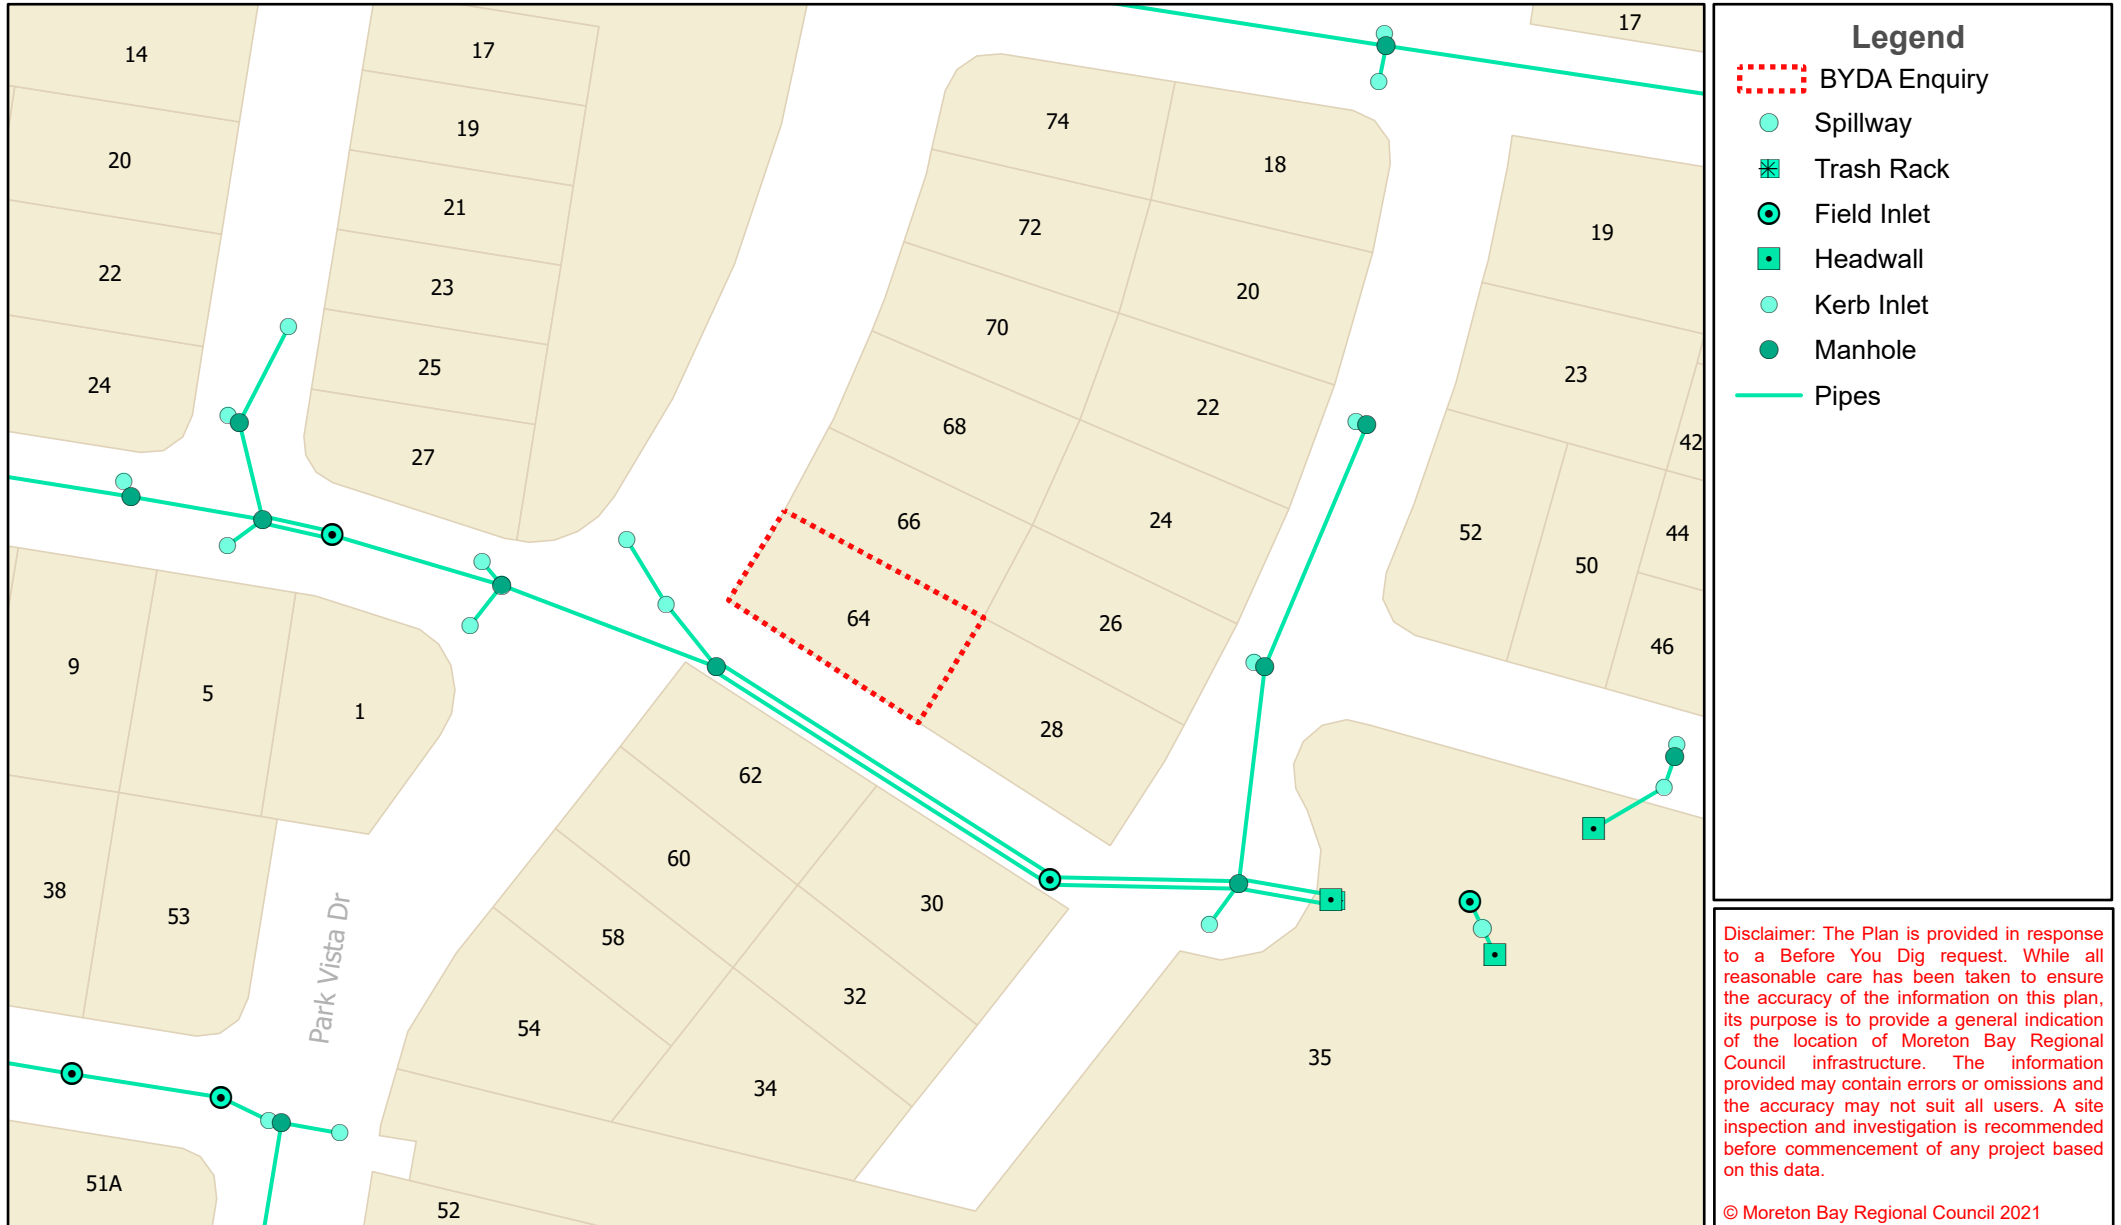 14
17
17
74
19
18
20
21
72
19
22
23
20
70
23
24
25
22
68
42
27
66
24
52
44
50
64
26
46
9
5
1
28
62
60
38
53
30
58
32
Park Vista Dr
54
35
34
51A
52
Legend
BYDA Enquiry
Spillway
Trash Rack
Field Inlet
Headwall
Kerb Inlet
Manhole
Pipes
Disclaimer: The Plan is provided in response
to a Before You Dig request. While all
reasonable care has been taken to ensure
the accuracy of the information on this plan,
its purpose is to provide a general indication
of the location of Moreton Bay Regional
Council infrastructure. The information
provided may contain errors or omissions and
the accuracy may not suit all users. A site
inspection and investigation is recommended
before commencement of any project based
on this data.
© Moreton Bay Regional Council 2021